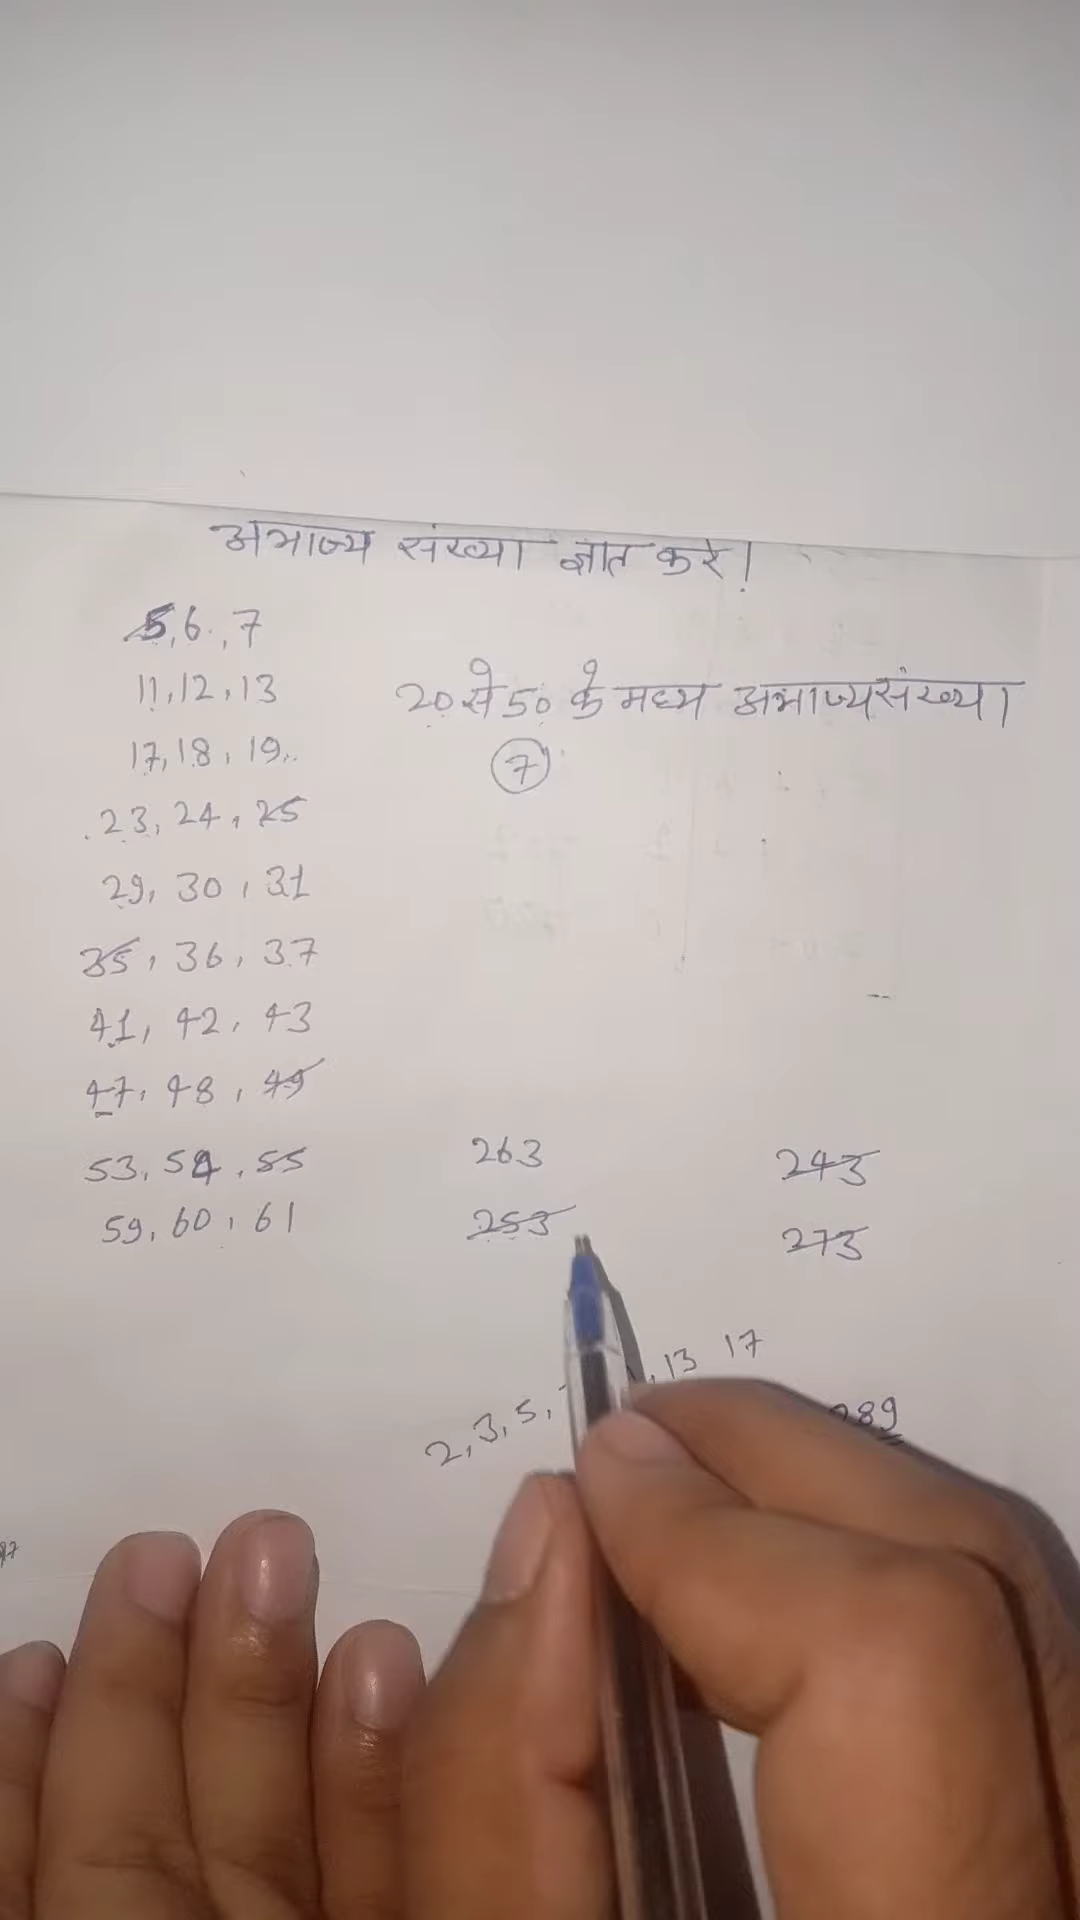 अभाज्य संख्या ज्ञात करे।
5, 6, 7
11, 12, 13
20 से 50 के मध्य अभाज्य संख्या।
17, 18, 19
7
23, 24, 25
29, 30, 31
35, 36, 37
41, 42, 43
47, 48, 49
53, 54, 55
59, 60, 61
263
243
253
273
2, 3, 5,
, 13 17
289